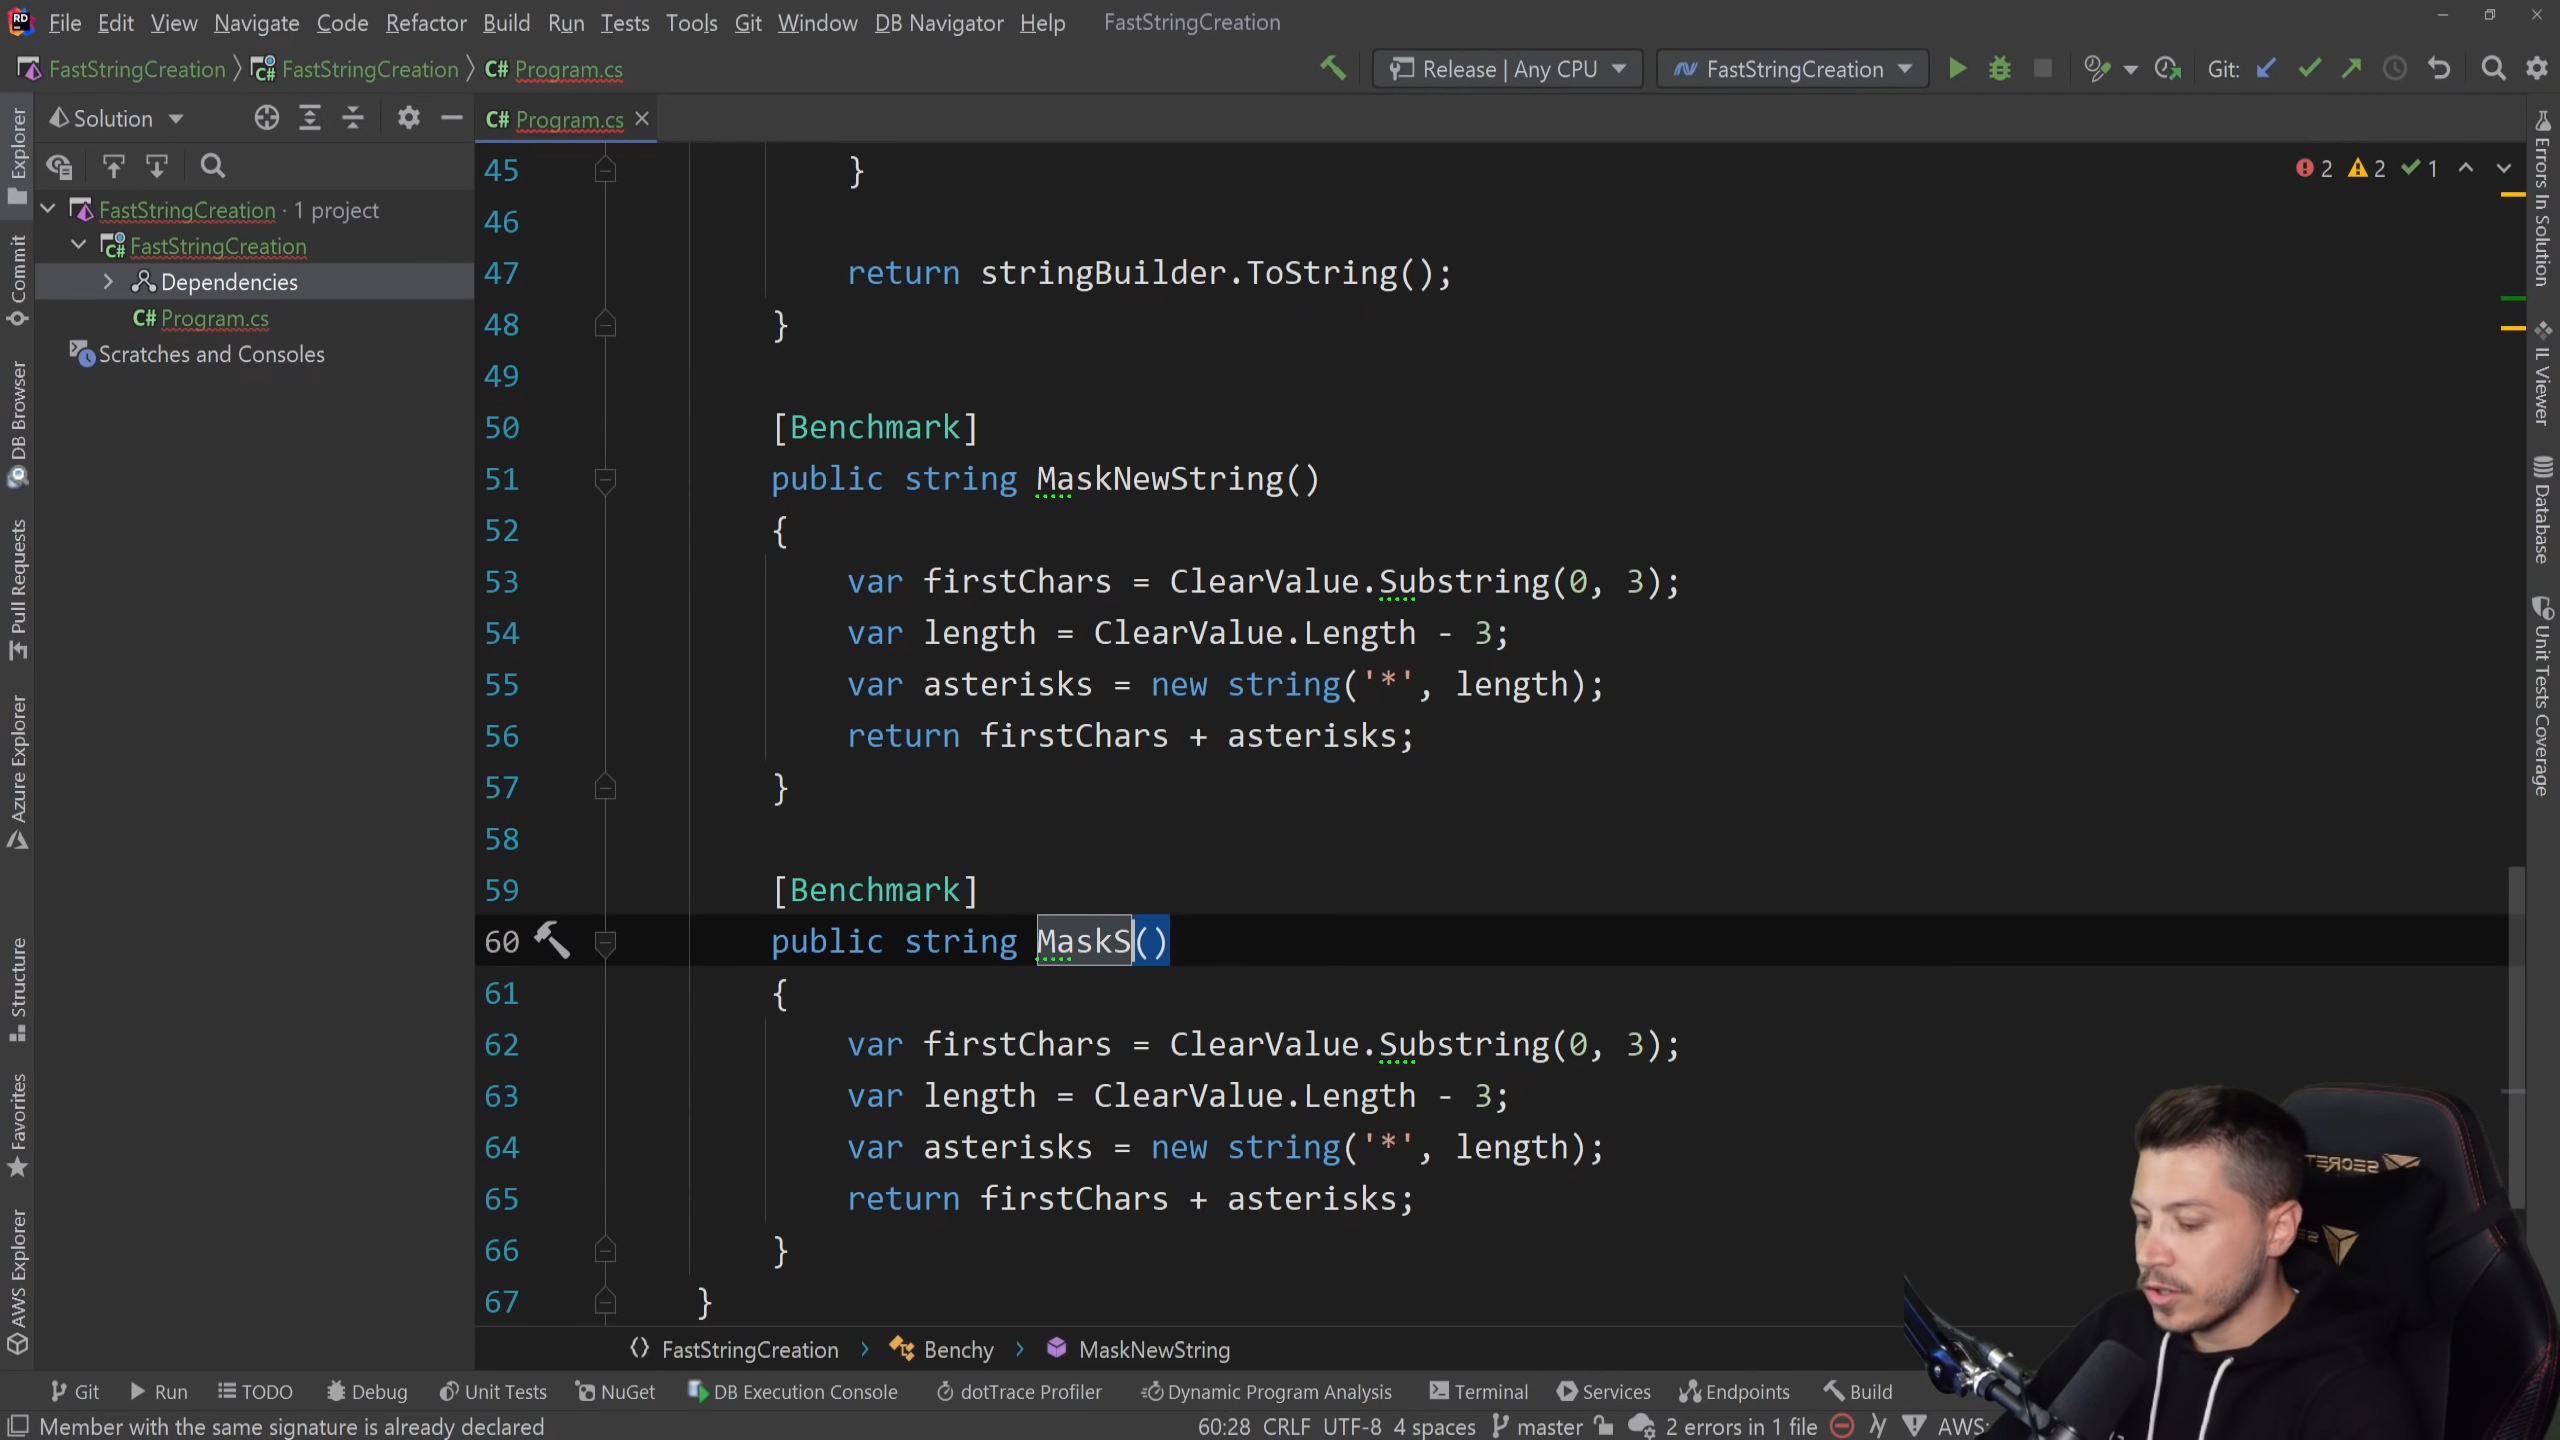 File Edit View Navigate Code Refactor Build Run Tests Tools Git Window DB Navigator Help FastStringCreation
FastStringCreation FastStringCreation C# Program.cs Release | Any CPU FastStringCreation Git:
Solution
C# Program.cs
FastStringCreation · 1 project
FastStringCreation
Dependencies
C# Program.cs
Scratches and Consoles
Explorer
Commit
DB Browser
Pull Requests
Azure Explorer
Structure
Favorites
AWS Explorer
2 2 1
45 }
46
47 return stringBuilder.ToString();
48 }
49
50 [Benchmark]
51 public string MaskNewString()
52 {
53 var firstChars = ClearValue.Substring(0, 3);
54 var length = ClearValue.Length - 3;
55 var asterisks = new string('*', length);
56 return firstChars + asterisks;
57 }
58
59 [Benchmark]
60 public string MaskS()
61 {
62 var firstChars = ClearValue.Substring(0, 3);
63 var length = ClearValue.Length - 3;
64 var asterisks = new string('*', length);
65 return firstChars + asterisks;
66 }
67 }
Errors In Solution
IL Viewer
Database
Unit Tests Coverage
FastStringCreation Benchy MaskNewString
Git Run TODO Debug Unit Tests NuGet DB Execution Console dotTrace Profiler Dynamic Program Analysis Terminal Services Endpoints Build
Member with the same signature is already declared 60:28 CRLF UTF-8 4 spaces master 2 errors in 1 file AWS: